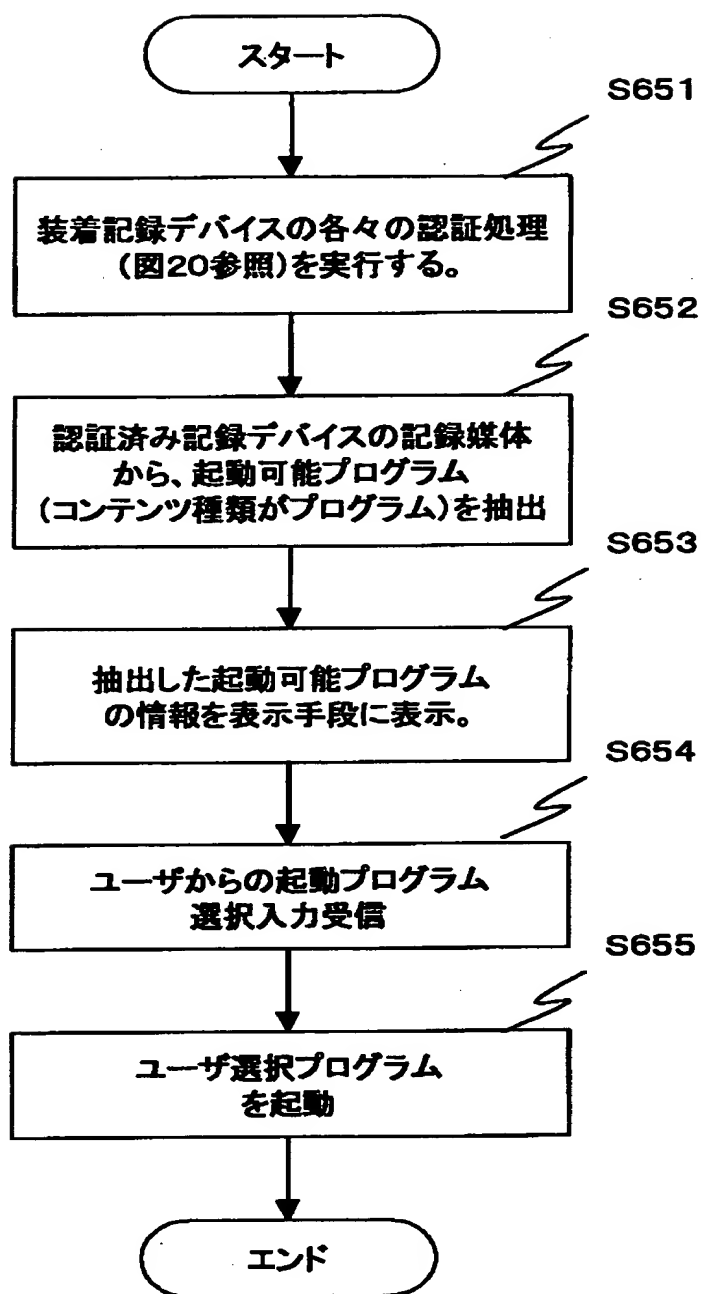 スタート
S651
装着記録デバイスの各々の認証処理
(図20参照)を実行する。
S652
認証済み記録デバイスの記録媒体
から、起動可能プログラム
(コンテンツ種類がプログラム)を抽出
S653
抽出した起動可能プログラム
の情報を表示手段に表示。
S654
ユーザからの起動プログラム
選択入力受信
S655
ユーザ選択プログラム
を起動
エンド